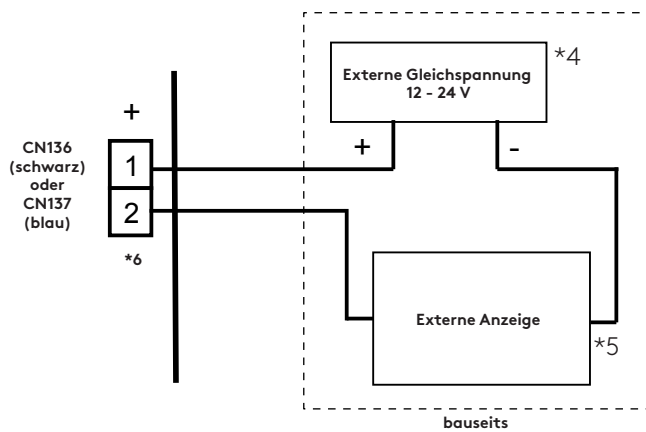 Externe Gleichspannung
12 - 24 V
*4
+
-
+
CN136
(schwarz)
oder
CN137
(blau)
1
2
*6
Externe Anzeige
*5
bauseits